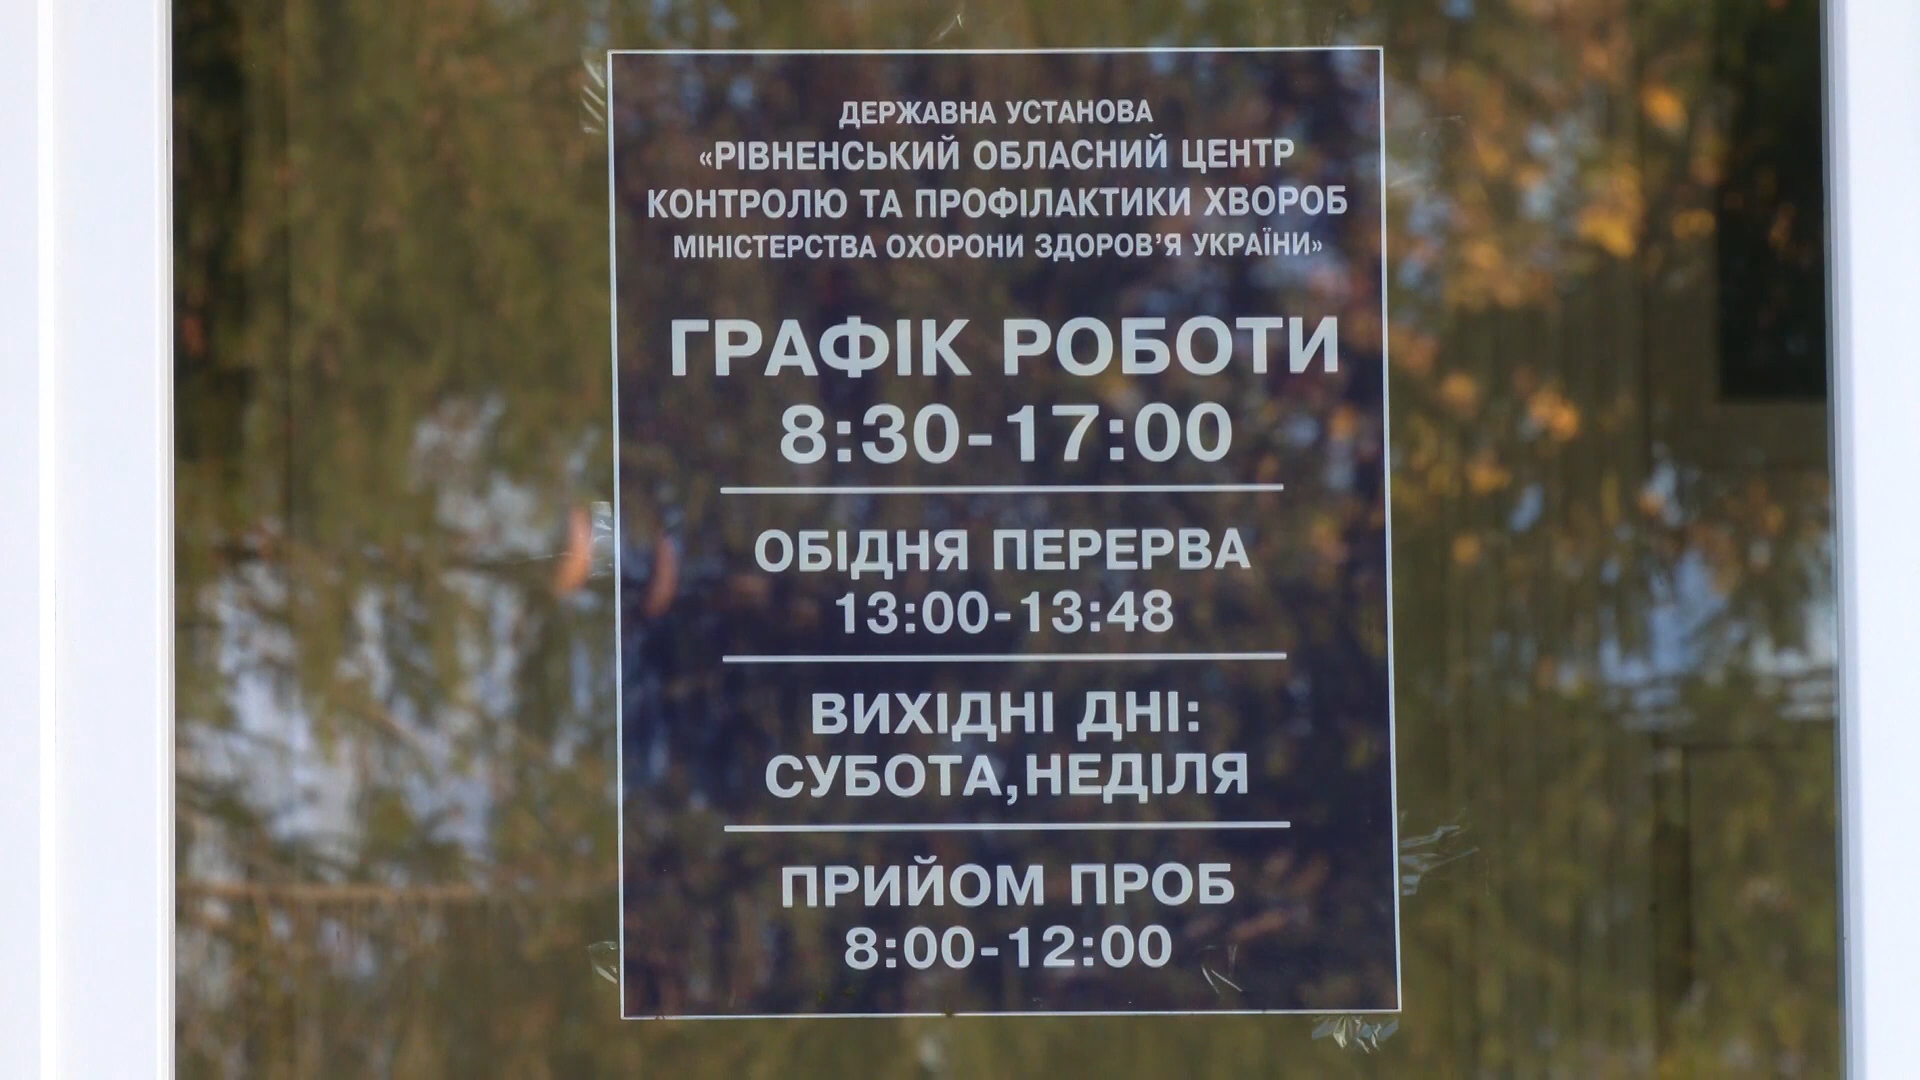 ДЕРЖАВНА УСТАНОВА
«РІВНЕНСЬКИЙ ОБЛАСНИЙ ЦЕНТР
КОНТРОЛЮ ТА ПРОФІЛАКТИКИ ХВОРОБ
МІНІСТЕРСТВА ОХОРОНИ ЗДОРОВ'Я УКРАЇНИ»
ГРАФІК РОБОТИ
8:30-17:00
ОБІДНЯ ПЕРЕРВА
13:00-13:48
ВИХІДНІ ДНІ:
СУБОТА,НЕДІЛЯ
ПРИЙОМ ПРОБ
8:00-12:00